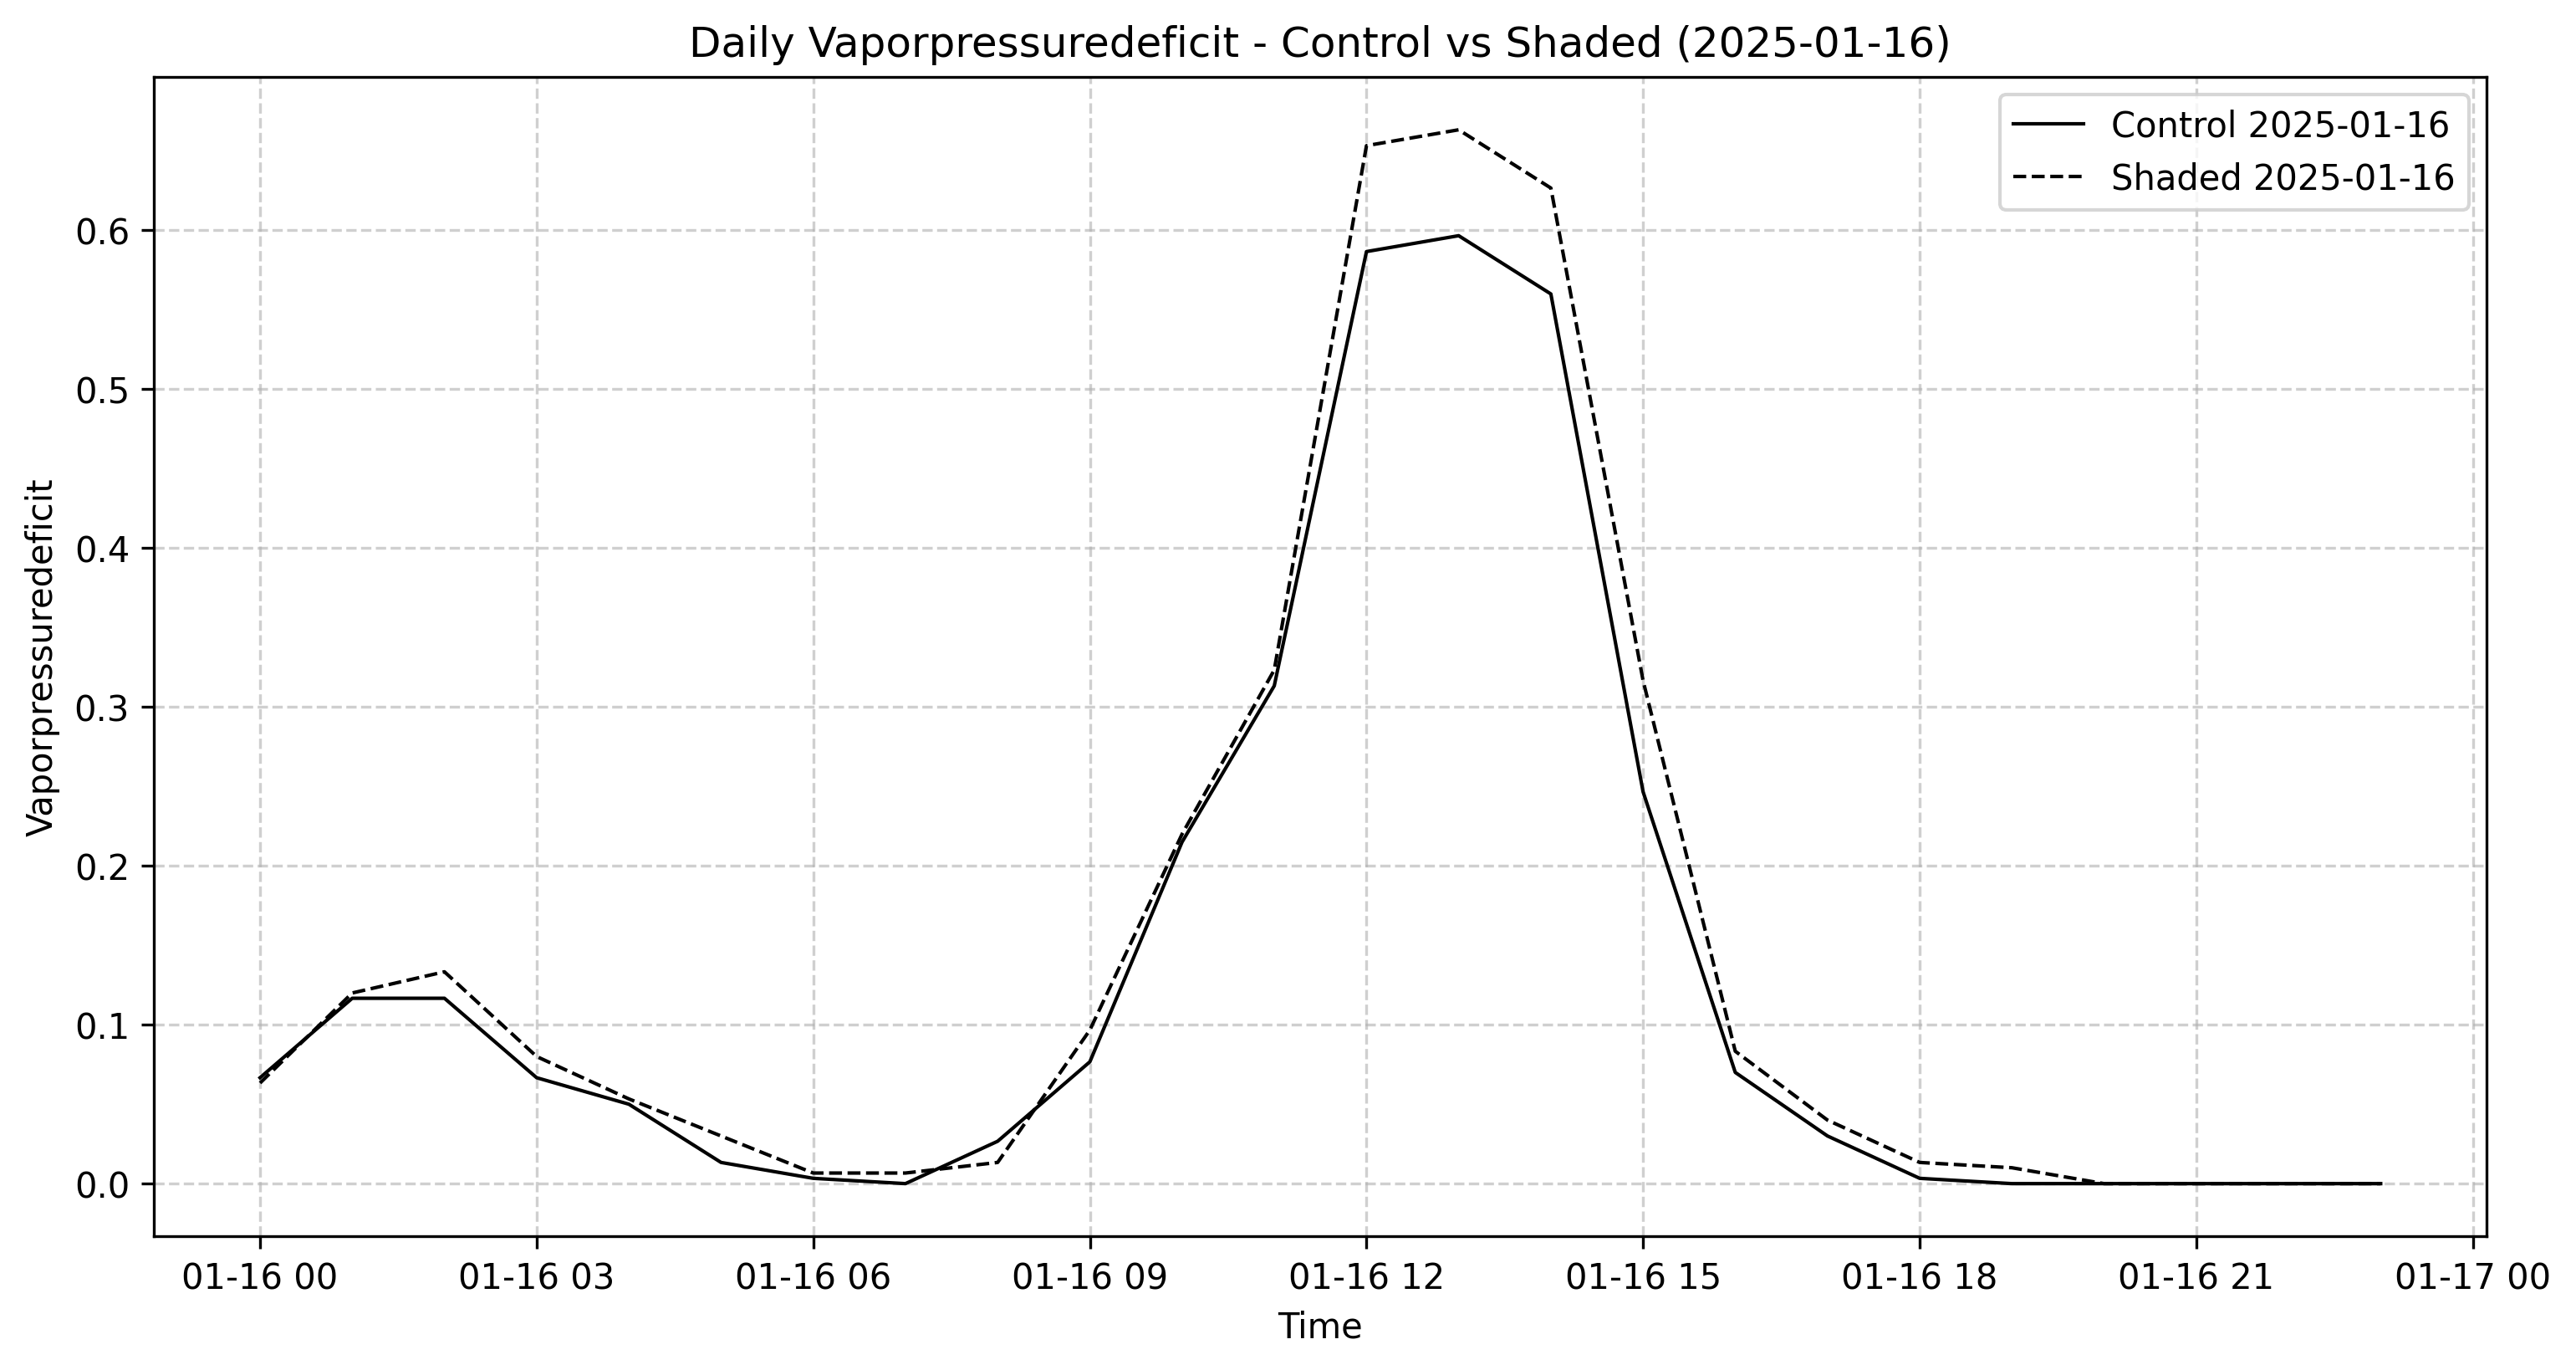 Daily Vaporpressuredeficit - Control vs Shaded (2025-01-16)
Control 2025-01-16
Shaded 2025-01-16
Vaporpressuredeficit
0.6
0.5
0.4
0.3
0.2
0.1
0.0
01-16 00 01-16 03 01-16 06 01-16 09 01-16 12 01-16 15 01-16 18 01-16 21 01-17 00
Time